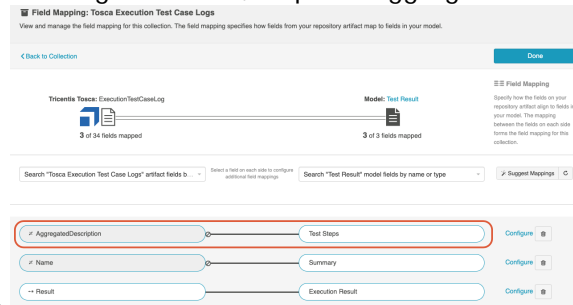 Field Mapping: Tosca Execution Test Case Logs
View and manage the field mapping for this collection. The field mapping specifies how fields from your repository artifact map to fields in your model.
Back to Collection
Done
Field Mapping
Specify how the fields on your
repository artifact align to fields in
your model. The mapping
between the fields on each side
forms the field mapping for this
collection.
Tricentis Tosca: ExecutionTestCaseLog
Model: Test Result
3 of 34 fields mapped
3 of 3 fields mapped
Search "Tosca Execution Test Case Logs" artifact fields b...
Select a field on each side to configure
additional field mappings
Search "Test Result" model fields by name or type
Suggest Mappings
AggregatedDescription
Test Steps
Configure
Name
Summary
Configure
Result
Execution Result
Configure